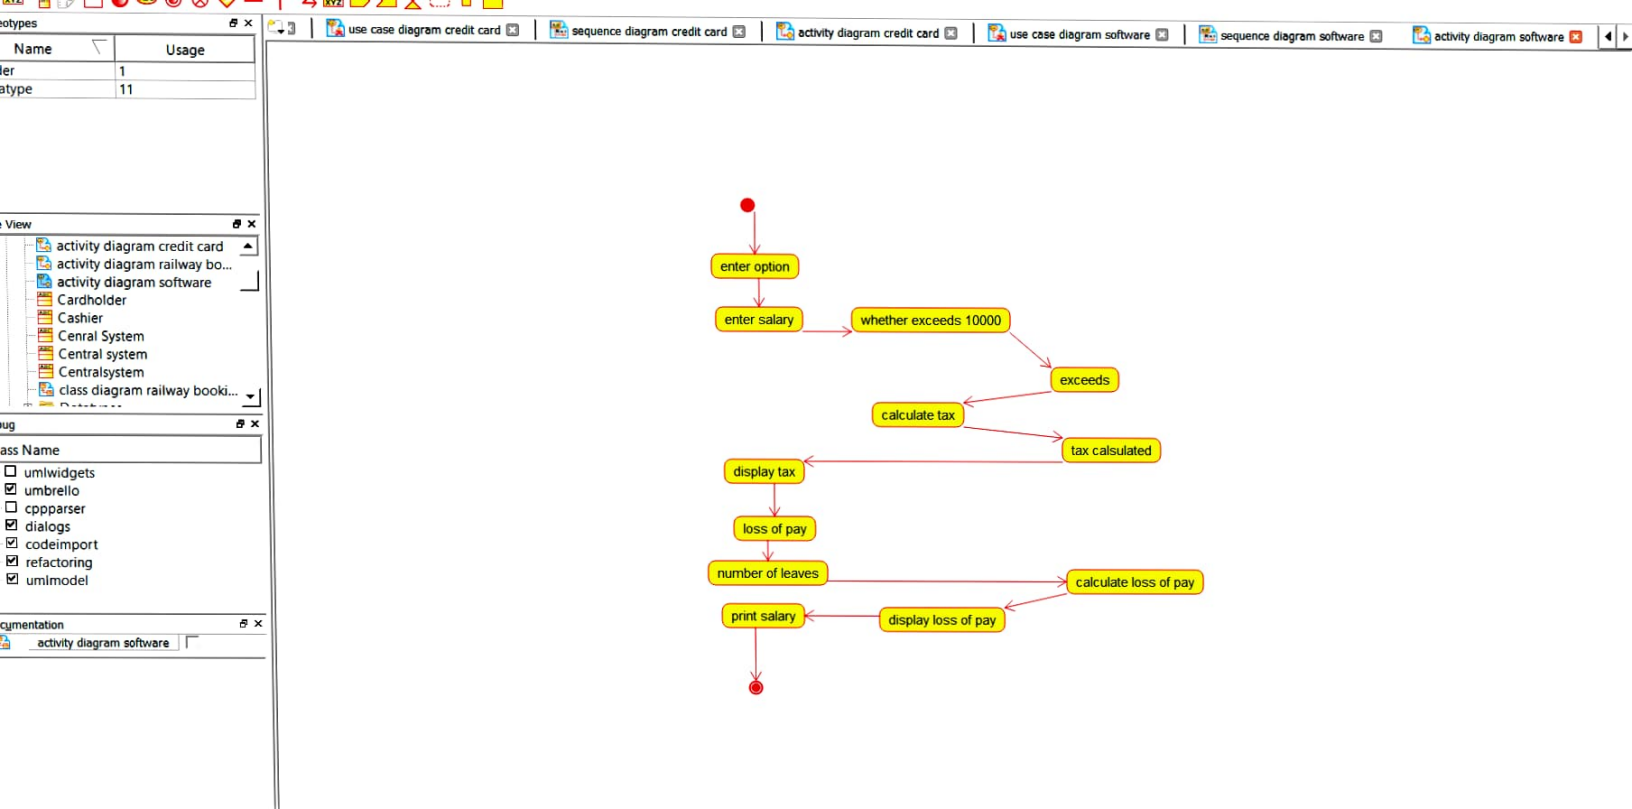 XYZ
XYZ
eotypes
use case diagram credit card
sequence diagram credit card
activity diagram credit card
use case diagram software
sequence diagram software
activity diagram software
Name
Usage
der
1
atype
11
e View
activity diagram credit card
activity diagram railway bo...
activity diagram software
Cardholder
Cashier
Cenral System
Central system
Centralsystem
class diagram railway booki...
bug
ass Name
umlwidgets
umbrello
cppparser
dialogs
codeimport
refactoring
umlmodel
cumentation
activity diagram software
enter option
enter salary
whether exceeds 10000
exceeds
calculate tax
tax calsulated
display tax
loss of pay
number of leaves
calculate loss of pay
print salary
display loss of pay